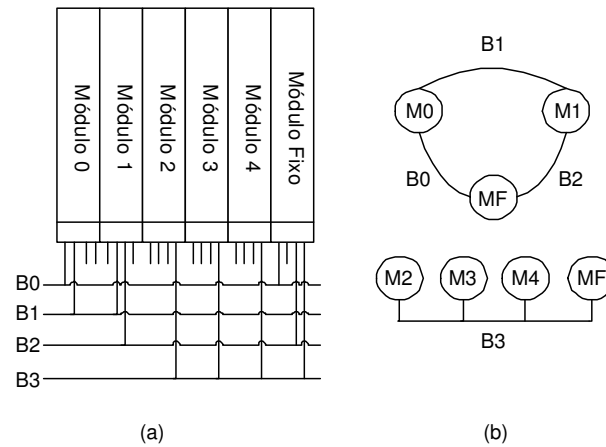 Módulo 0
Módulo 1
Módulo 2
Módulo 3
Módulo 4
Módulo Fixo
B0
B1
B2
B3
(a)
B1
M0
M1
B0
B2
MF
M2
M3
M4
MF
B3
(b)